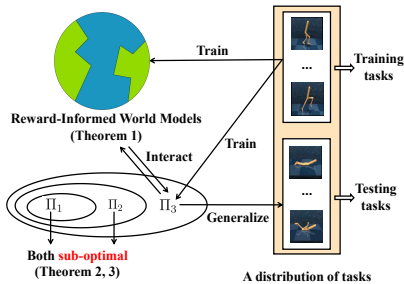 Train
...
Training
tasks
Reward-Informed World Models
(Theorem 1)
Interact
Train
Π₁
Π₂
Π₃
Generalize
...
Testing
tasks
Both sub-optimal
(Theorem 2, 3)
A distribution of tasks